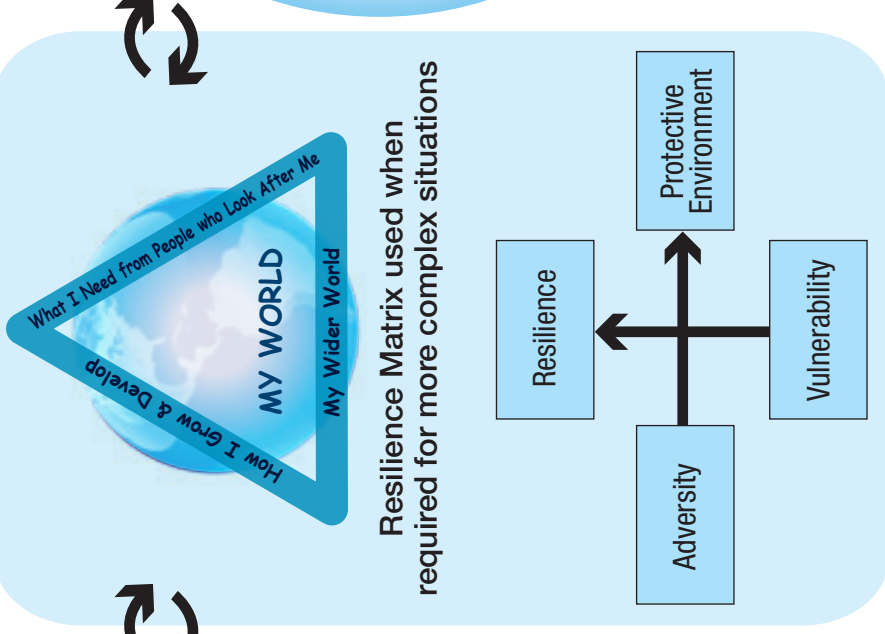 How I Grow & Develop
What I Need from People who Look After Me
MY WORLD
My Wider World
Resilience Matrix used when
required for more complex situations
Resilience
Adversity
Protective
Environment
Vulnerability